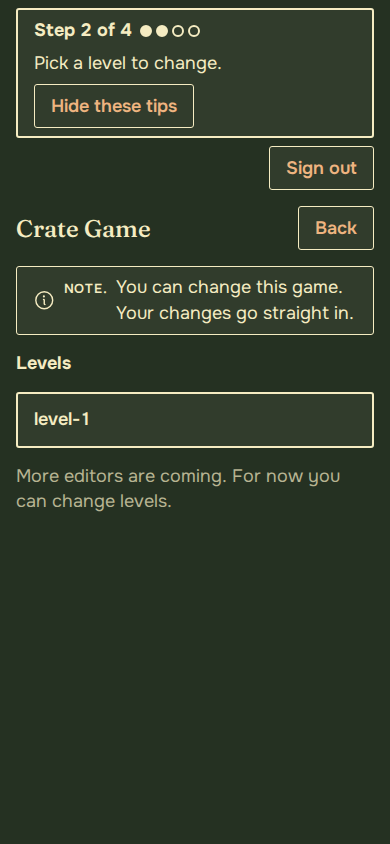 Step 2 of 4
Pick a level to change.
Hide these tips
Sign out
Crate Game
Back
NOTE. You can change this game.
Your changes go straight in.
Levels
level-1
More editors are coming. For now you
can change levels.